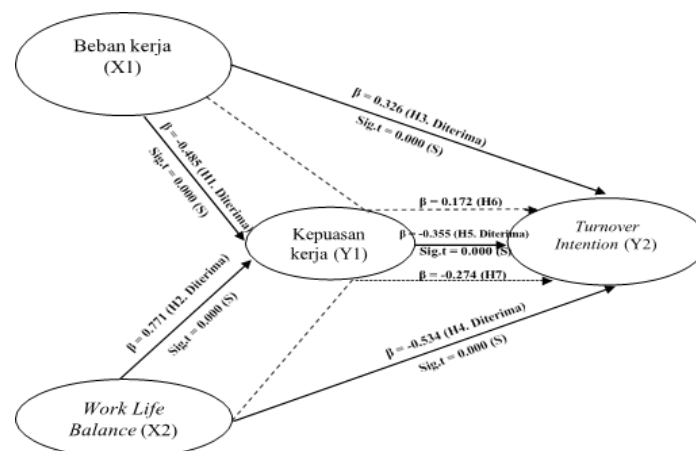 Beban kerja
(X1)
β = 0.326 (H3. Diterima)
Sig.t = 0.000 (S)
β = -0.485 (H1. Diterima)
Sig.t = 0.000 (S)
β = 0.172 (H6)
Kepuasan
kerja (Y1)
β = -0.355 (H5. Diterima)
Sig.t = 0.000 (S)
Turnover
Intention (Y2)
β = -0.274 (H7)
β = 0.771 (H2. Diterima)
Sig.t = 0.000 (S)
β = -0.534 (H4. Diterima)
Sig.t = 0.000 (S)
Work Life
Balance (X2)